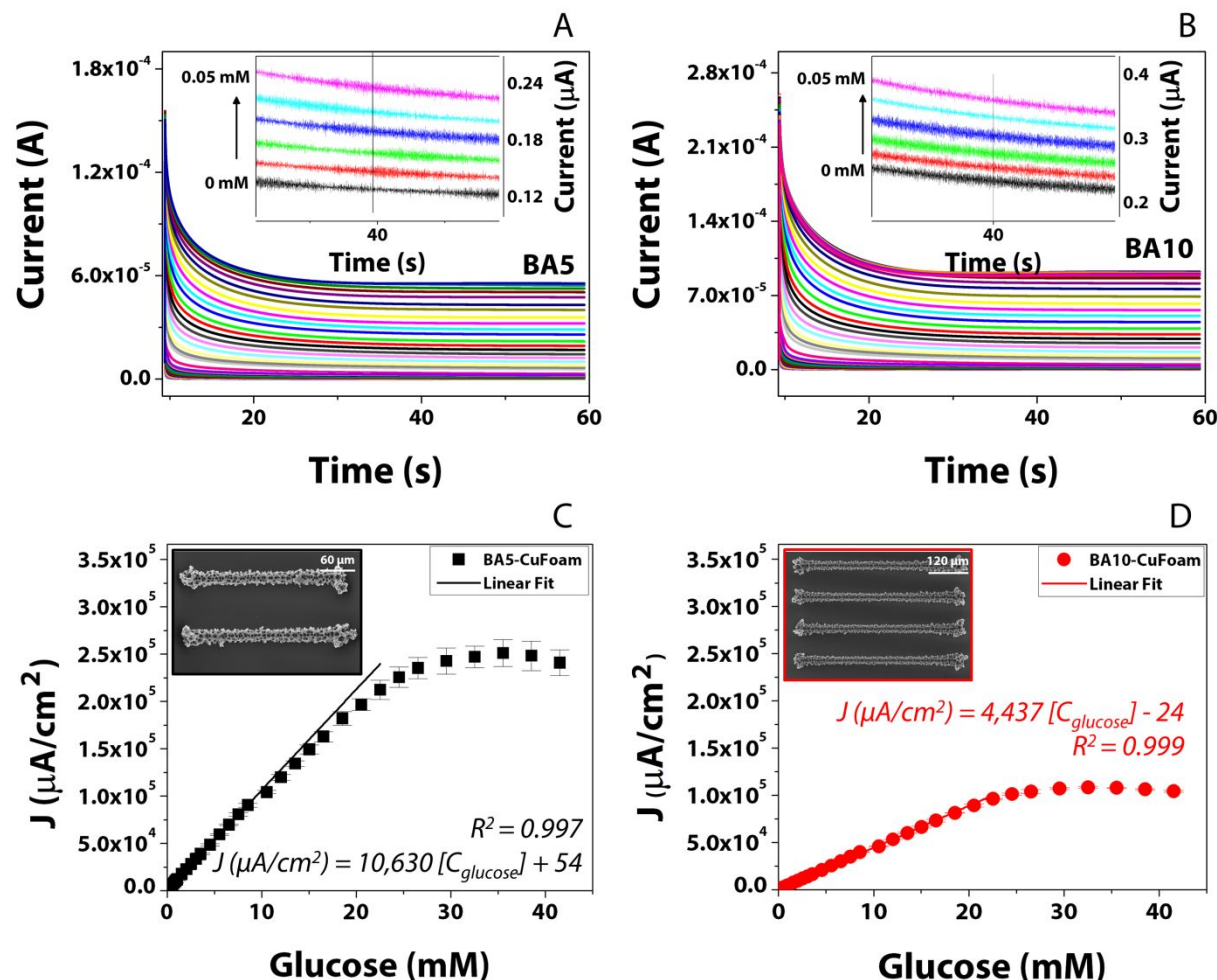 A
1.8x10⁻⁴
1.2x10⁻⁴
6.0x10⁻⁵
0.0
Current (A)
0.05 mM
0 mM
0.24
0.18
0.12
Current (µA)
40
Time (s)
BA5
20
40
60
Time (s)
B
2.8x10⁻⁴
2.1x10⁻⁴
1.4x10⁻⁴
7.0x10⁻⁵
0.0
Current (A)
0.05 mM
0 mM
0.4
0.3
0.2
Current (µA)
40
Time (s)
BA10
20
40
60
Time (s)
C
3.5x10⁵
3.0x10⁵
2.5x10⁵
2.0x10⁵
1.5x10⁵
1.0x10⁵
5.0x10⁴
0.0
J (µA/cm²)
60 µm
BA5-CuFoam
Linear Fit
R² = 0.997
J (µA/cm²) = 10,630 [C_glucose] + 54
0
10
20
30
40
Glucose (mM)
D
3.5x10⁵
3.0x10⁵
2.5x10⁵
2.0x10⁵
1.5x10⁵
1.0x10⁵
5.0x10⁴
0.0
J (µA/cm²)
120 µm
BA10-CuFoam
Linear Fit
J (µA/cm²) = 4,437 [C_glucose] - 24
R² = 0.999
0
10
20
30
40
Glucose (mM)